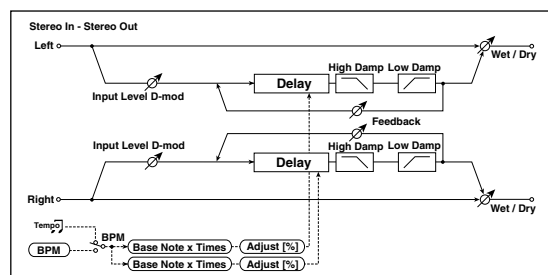 Stereo In - Stereo Out
Left
Wet / Dry
High Damp
Low Damp
Delay
Input Level D-mod
Feedback
Input Level D-mod
High Damp
Low Damp
Delay
Right
Wet / Dry
Tempo
BPM
BPM
Base Note x Times
Adjust [%]
Base Note x Times
Adjust [%]